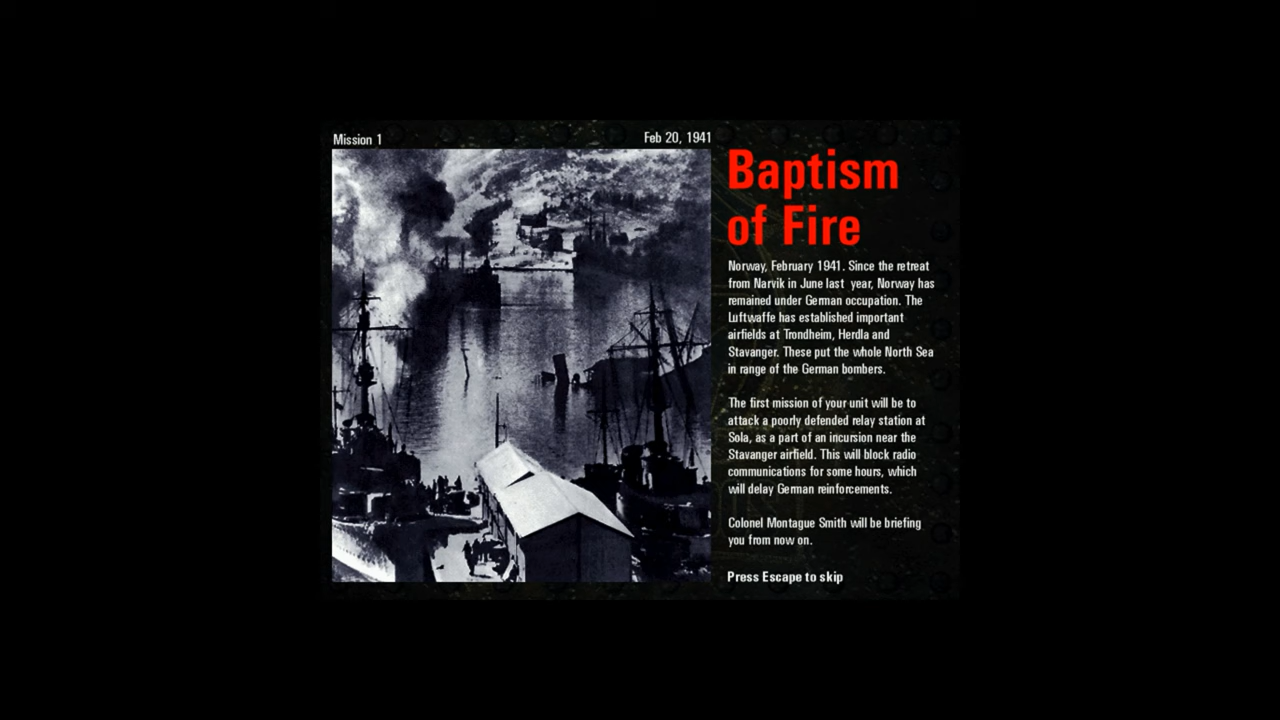 Mission 1
Feb 20, 1941
Baptism
of Fire
Norway, February 1941. Since the retreat
from Narvik in June last  year, Norway has
remained under German occupation. The
Luftwaffe has established important
airfields at Trondheim, Herdla and
Stavanger. These put the whole North Sea
in range of the German bombers.
The first mission of your unit will be to
attack a poorly defended relay station at
Sola, as a part of an incursion near the
Stavanger airfield. This will block radio
communications for some hours, which
will delay German reinforcements.
Colonel Montague Smith will be briefing
you from now on.
Press Escape to skip